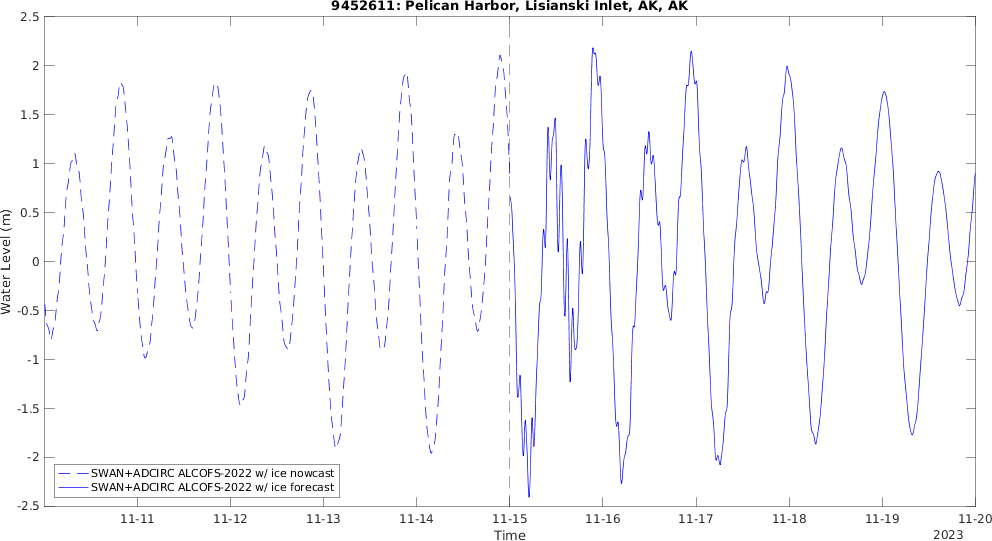 9452611: Pelican Harbor, Lisianski Inlet, AK, AK
2.5
2
1.5
1
0.5
0
-0.5
-1
-1.5
-2
-2.5
Water Level (m)
SWAN+ADCIRC ALCOFS-2022 w/ ice nowcast
SWAN+ADCIRC ALCOFS-2022 w/ ice forecast
11-11 11-12 11-13 11-14 11-15 11-16 11-17 11-18 11-19 11-20
Time
2023